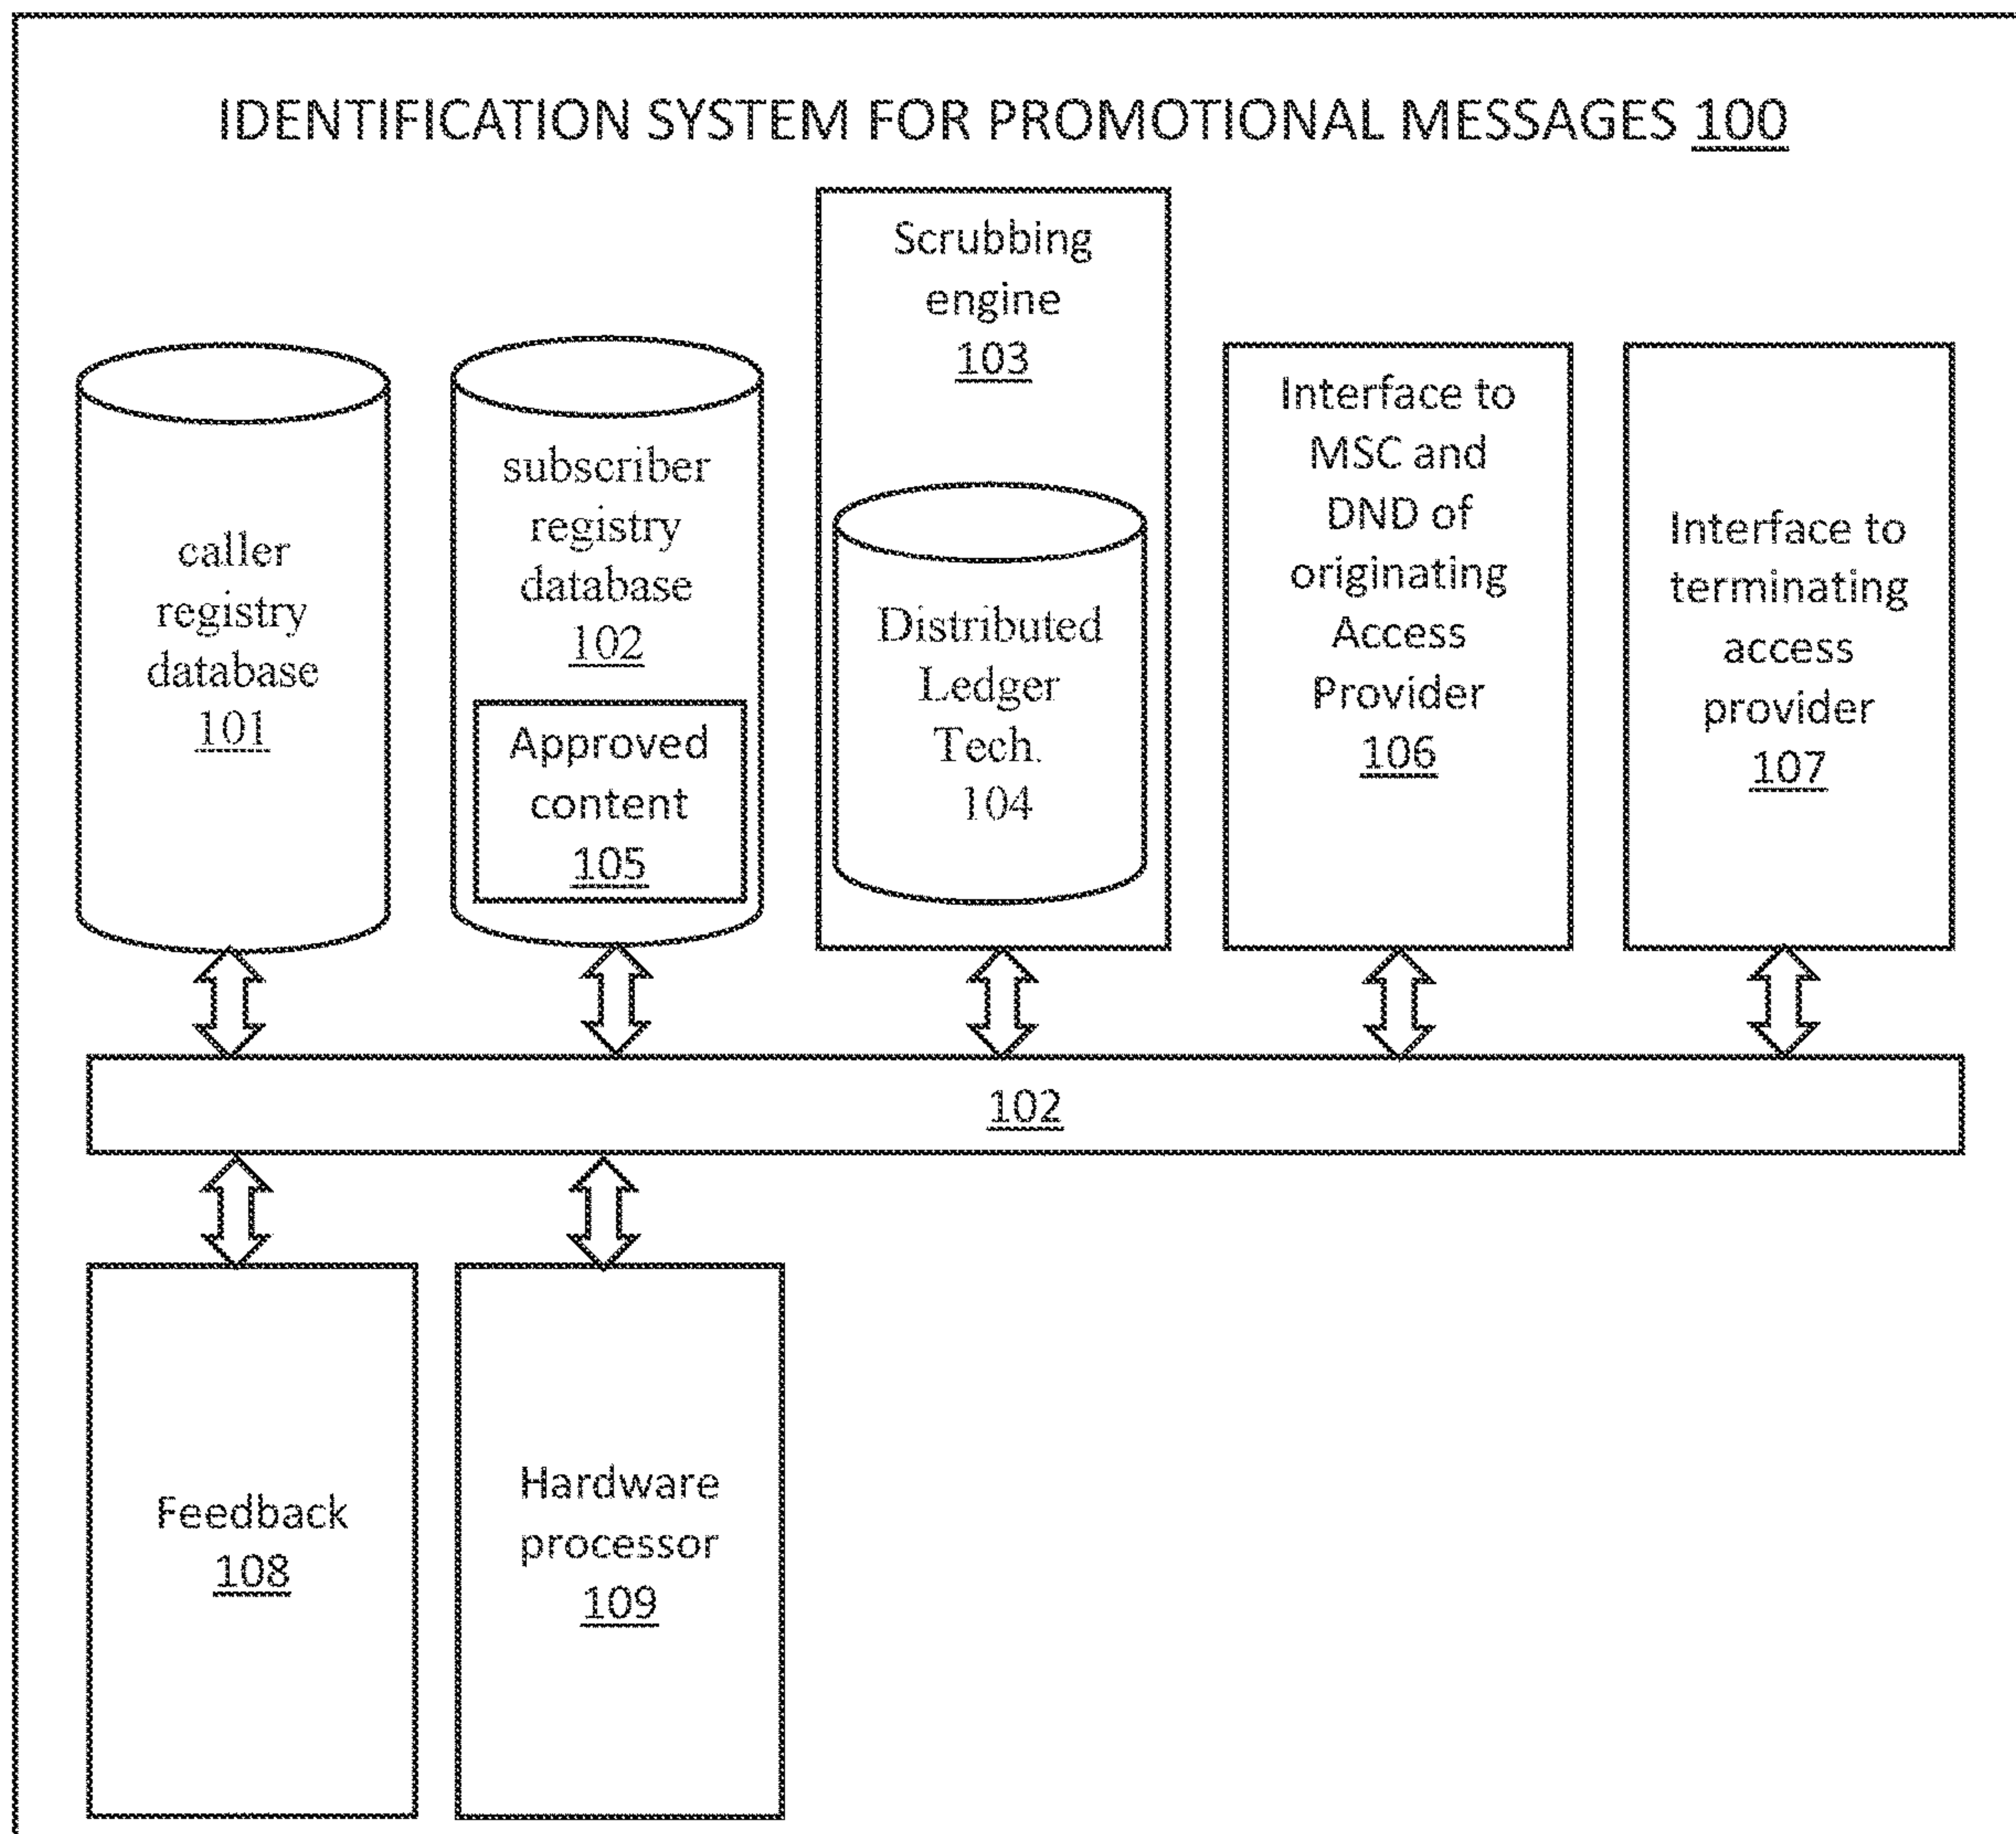 IDENTIFICATION SYSTEM FOR PROMOTIONAL MESSAGES 100
caller
registry
database
101
subscriber
registry
database
102
Approved
content
105
Scrubbing
engine
103
Distributed
Ledger
Tech.
104
Interface to
MSC and
DND of
originating
Access
Provider
106
Interface to
terminating
access
provider
107
102
Feedback
108
Hardware
processor
109